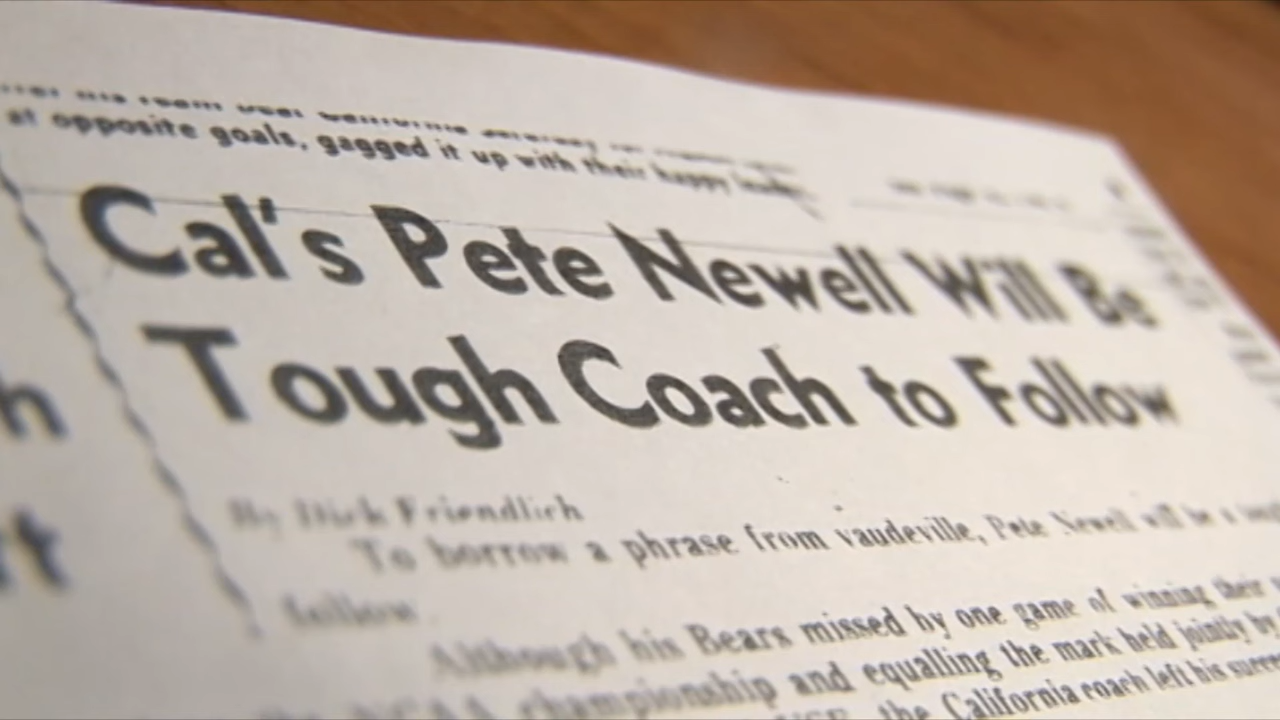 at opposite goals, gagged it up with their happy
Cal's Pete Newell Will Be
Tough Coach to Follow
By Dick Friendlich
To borrow a phrase from vaudeville, Pete Newell will be a
follow
Although his Bears missed by one game of winning their
championship and equalling the mark held jointly by
the California coach left his
h